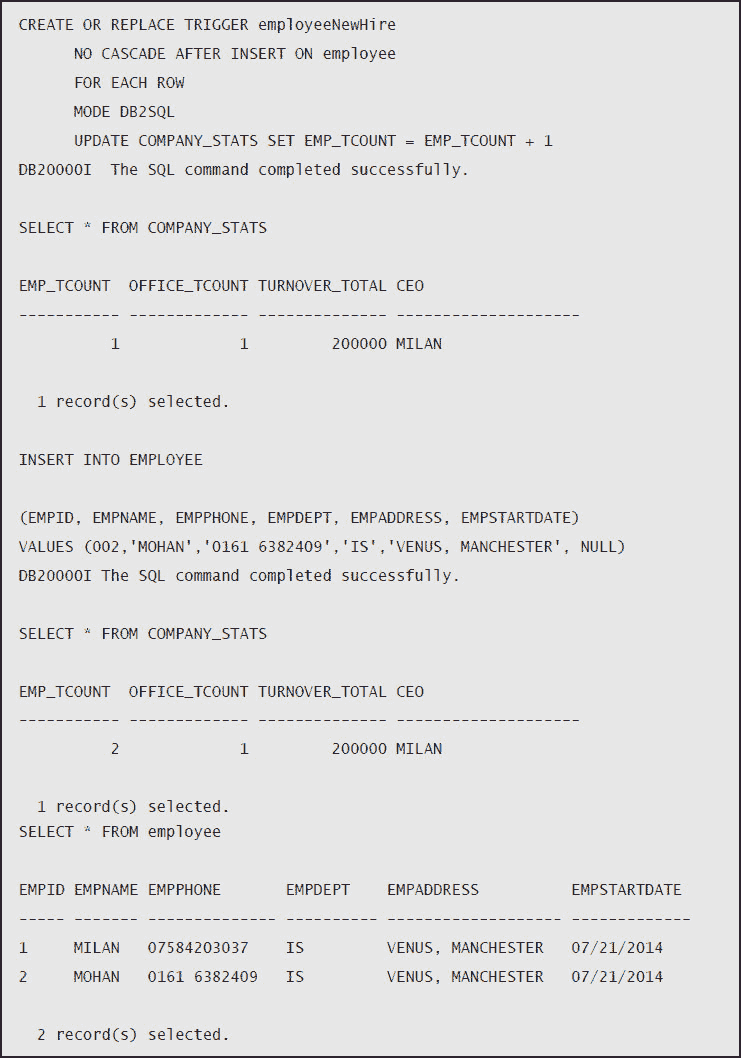 CREATE OR REPLACE TRIGGER employeeNewHire
NO CASCADE AFTER INSERT ON employee
FOR EACH ROW
MODE DB2SQL
UPDATE COMPANY_STATS SET EMP_TCOUNT = EMP_TCOUNT + 1
DB20000I  The SQL command completed successfully.
SELECT * FROM COMPANY_STATS
EMP_TCOUNT  OFFICE_TCOUNT TURNOVER_TOTAL CEO
----------- ------------- -------------- --------------------
1             1         200000 MILAN
1 record(s) selected.
INSERT INTO EMPLOYEE
(EMPID, EMPNAME, EMPPHONE, EMPDEPT, EMPADDRESS, EMPSTARTDATE)
VALUES (002,'MOHAN','0161 6382409','IS','VENUS, MANCHESTER', NULL)
DB20000I The SQL command completed successfully.
SELECT * FROM COMPANY_STATS
EMP_TCOUNT  OFFICE_TCOUNT TURNOVER_TOTAL CEO
----------- ------------- -------------- --------------------
2             1         200000 MILAN
1 record(s) selected.
SELECT * FROM employee
EMPID EMPNAME EMPPHONE       EMPDEPT    EMPADDRESS          EMPSTARTDATE
----- ------- -------------- ---------- ------------------- -------------
1     MILAN   07584203037    IS         VENUS, MANCHESTER   07/21/2014
2     MOHAN   0161 6382409   IS         VENUS, MANCHESTER   07/21/2014
2 record(s) selected.